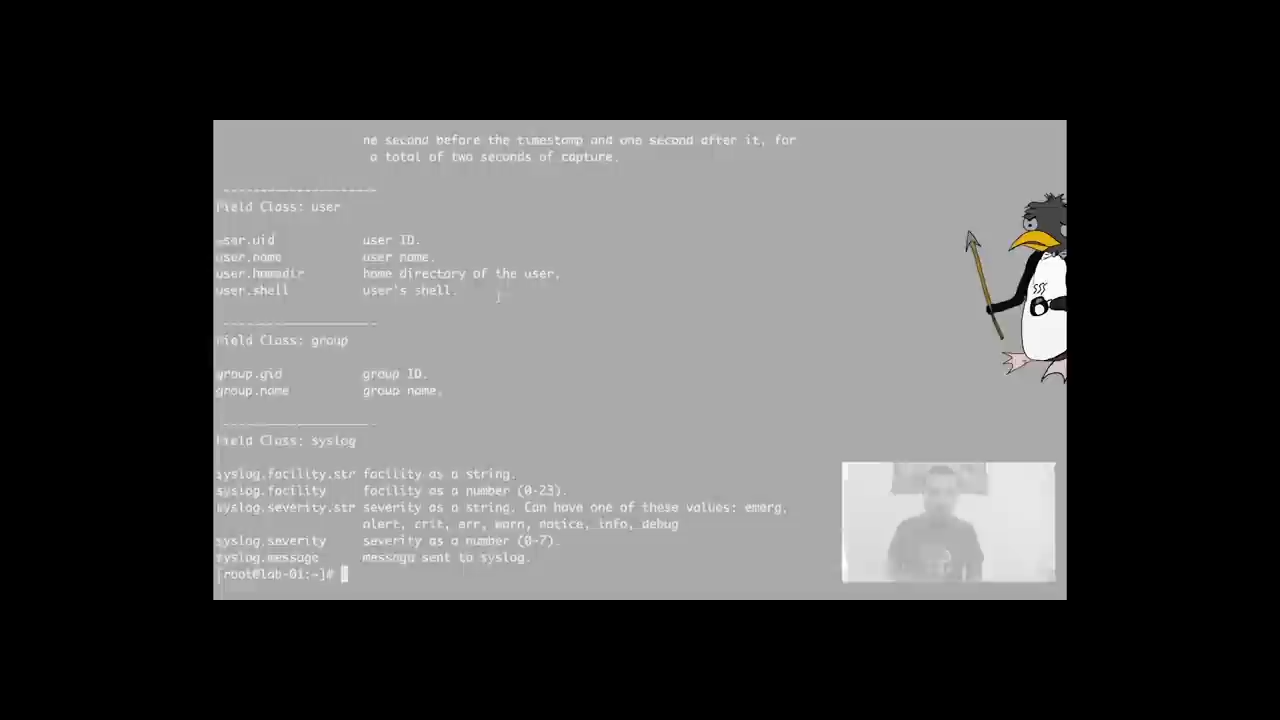 ne second before the timestamp and one second after it, for
a total of two seconds of capture.
---------------------
Field Class: user
user.uid user ID.
user.name user name.
user.homedir home directory of the user.
user.shell user's shell.
---------------------
Field Class: group
group.gid group ID.
group.name group name.
---------------------
Field Class: syslog
syslog.facility.str facility as a string.
syslog.facility facility as a number (0-23).
syslog.severity.str severity as a string. Can have one of these values: emerg,
alert, crit, err, warn, notice, info, debug
syslog.severity severity as a number (0-7).
syslog.message message sent to syslog.
[root@lab-01:~]#